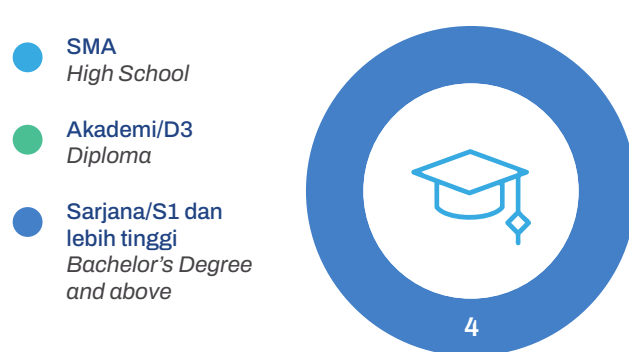 SMA
High School
Akademi/D3
Diploma
Sarjana/S1 dan
lebih tinggi
Bachelor's Degree
and above
4